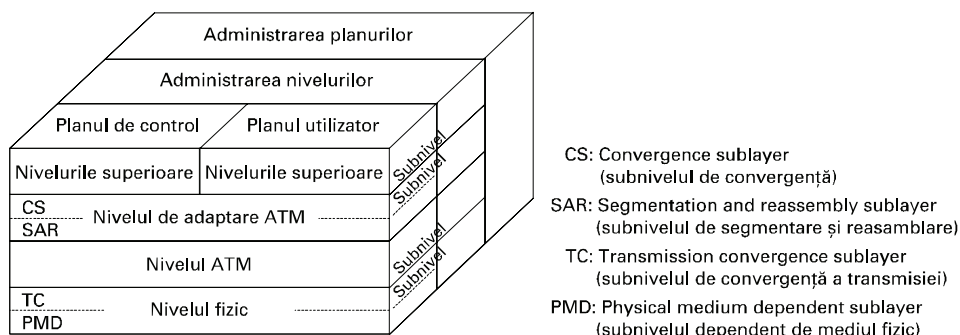 Administrarea planurilor
Administrarea nivelurilor
Planul de control
Planul utilizator
Nivelurile superioare
Nivelurile superioare
Subnivel
Subnivel
CS
SAR
Nivelul de adaptare ATM
Nivelul ATM
Subnivel
Subnivel
TC
PMD
Nivelul fizic
CS: Convergence sublayer
(subnivelul de convergență)
SAR: Segmentation and reassembly sublayer
(subnivelul de segmentare și reasamblare)
TC: Transmission convergence sublayer
(subnivelul de convergență a transmisiei)
PMD: Physical medium dependent sublayer
(subnivelul dependent de mediul fizic)